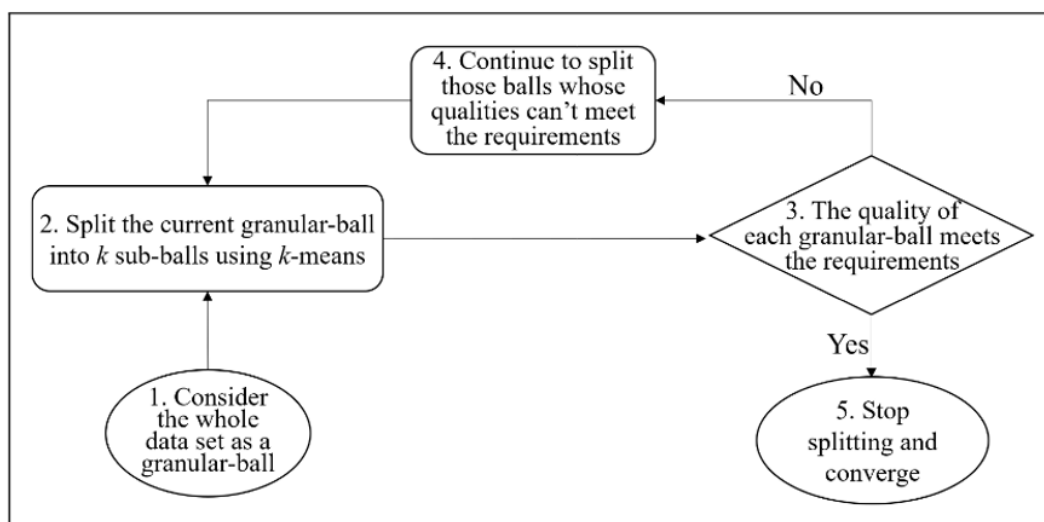 4. Continue to split
those balls whose
qualities can't meet
the requirements
No
2. Split the current granular-ball
into k sub-balls using k-means
3. The quality of
each granular-ball meets
the requirements
Yes
1. Consider
the whole
data set as a
granular-ball
5. Stop
splitting and
converge